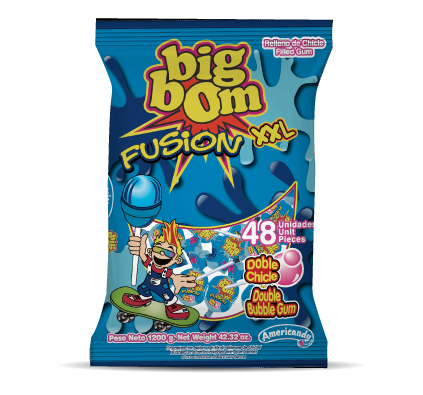 Relleno de Chicle
Filled Gum
big
bom
FUSION XXL
48 Unidades
Unit
Pieces
Doble
Chicle
Double
Bubble Gum
Americandy
Peso Neto 1200 g. Net Weight 42.32 oz.